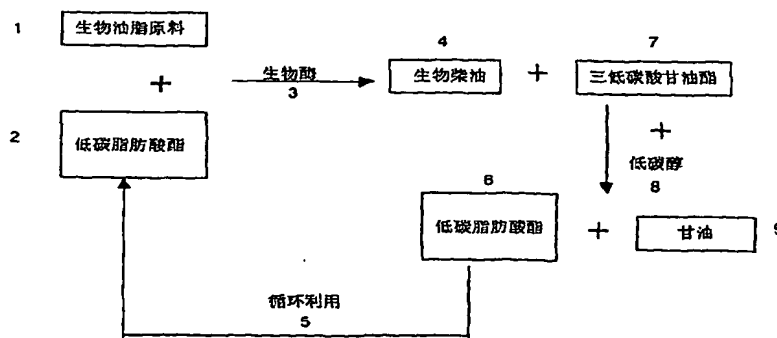 1 生物油脂原料
+
生物酶
3
4
生物柴油
+
7
三低碳酸甘油酯
2 低碳脂肪酸酯
+
低碳醇
8
6
低碳脂肪酸酯
+
甘油
9
循环利用
5